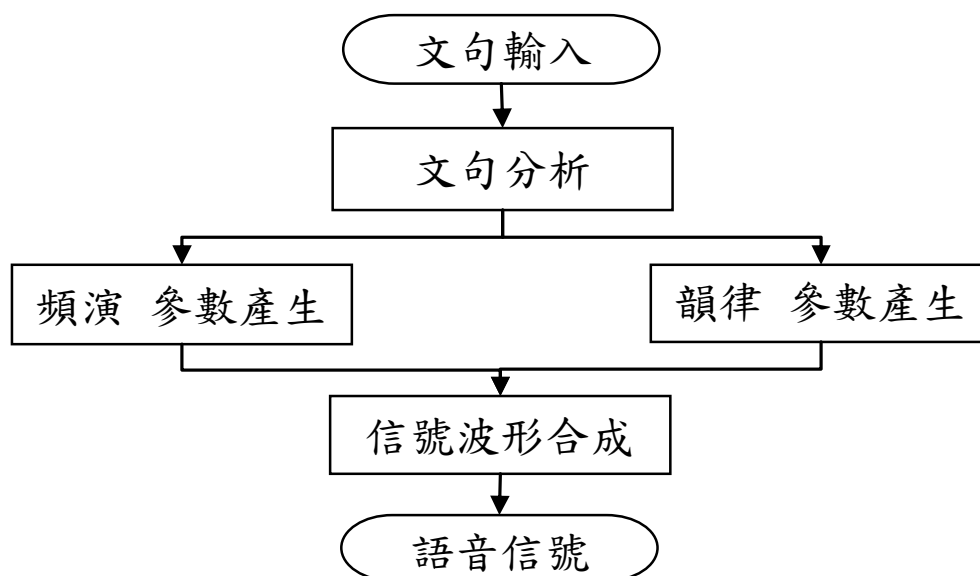 文句輸入
文句分析
頻演 參數產生
韻律 參數產生
信號波形合成
語音信號